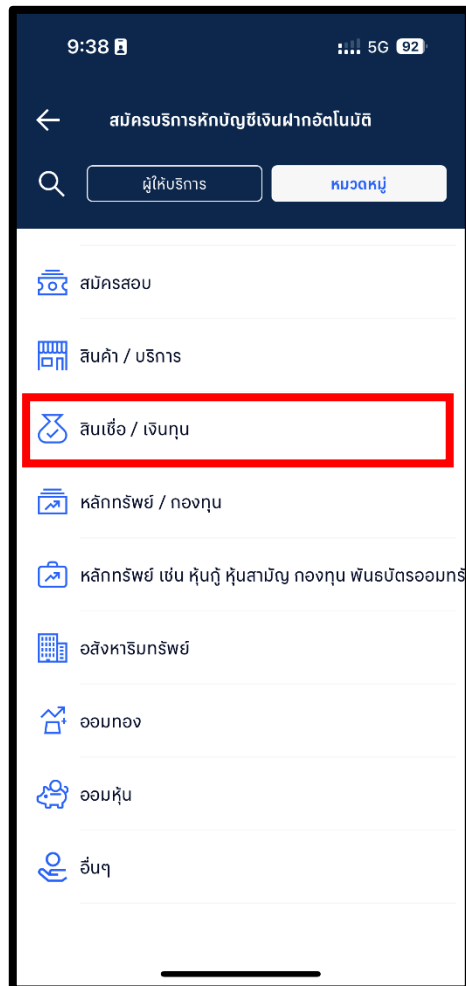 9:38 5G 92
สมัครบริการหักบัญชีเงินฝากอัตโนมัติ
ผู้ให้บริการ หมวดหมู่
สมัครสอบ
สินค้า / บริการ
สินเชื่อ / เงินทุน
หลักทรัพย์ / กองทุน
หลักทรัพย์ เช่น หุ้นกู้ หุ้นสามัญ กองทุน พันธบัตรออมทรั
อสังหาริมทรัพย์
ออมทอง
ออมหุ้น
อื่นๆ